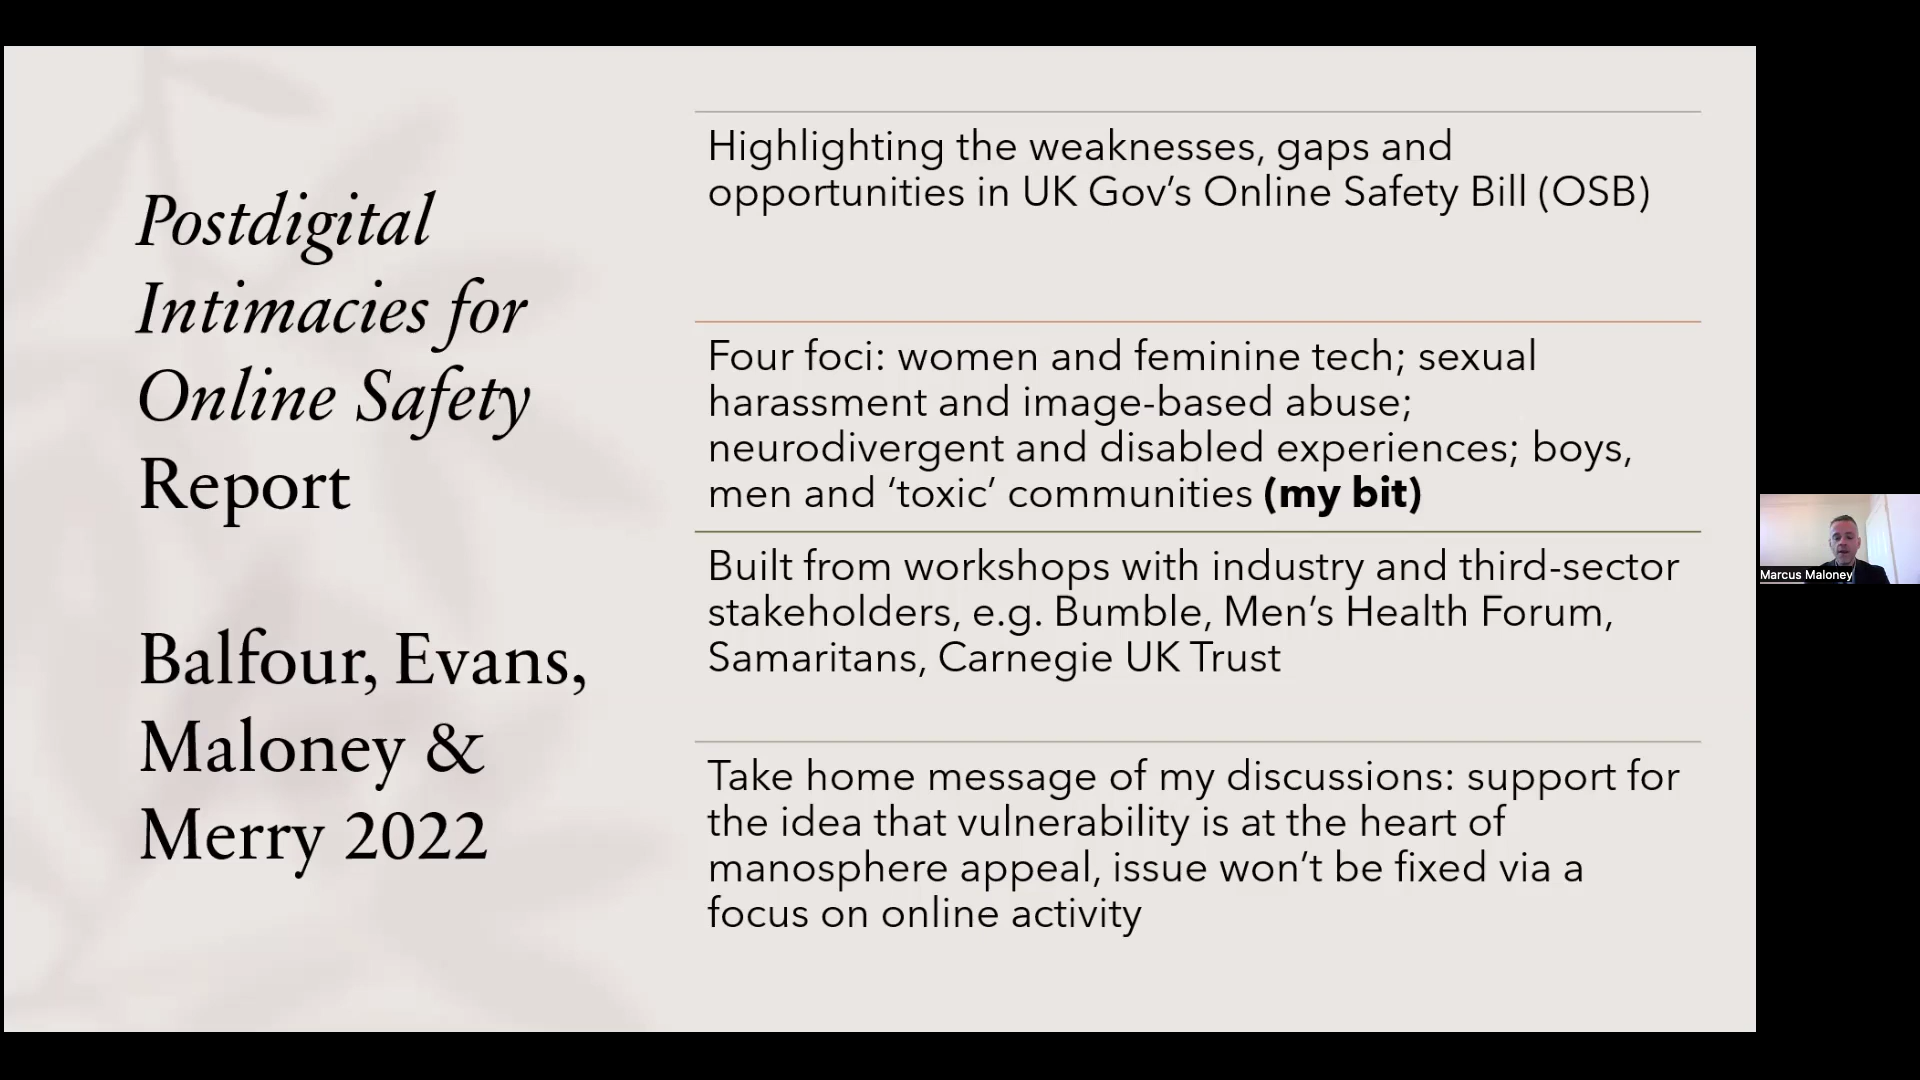 Postdigital
Intimacies for
Online Safety
Report
Balfour, Evans,
Maloney &
Merry 2022
Highlighting the weaknesses, gaps and
opportunities in UK Gov’s Online Safety Bill (OSB)
Four foci: women and feminine tech; sexual
harassment and image-based abuse;
neurodivergent and disabled experiences; boys,
men and ‘toxic’ communities (my bit)
Built from workshops with industry and third-sector
stakeholders, e.g. Bumble, Men’s Health Forum,
Samaritans, Carnegie UK Trust
Take home message of my discussions: support for
the idea that vulnerability is at the heart of
manosphere appeal, issue won’t be fixed via a
focus on online activity
Marcus Maloney